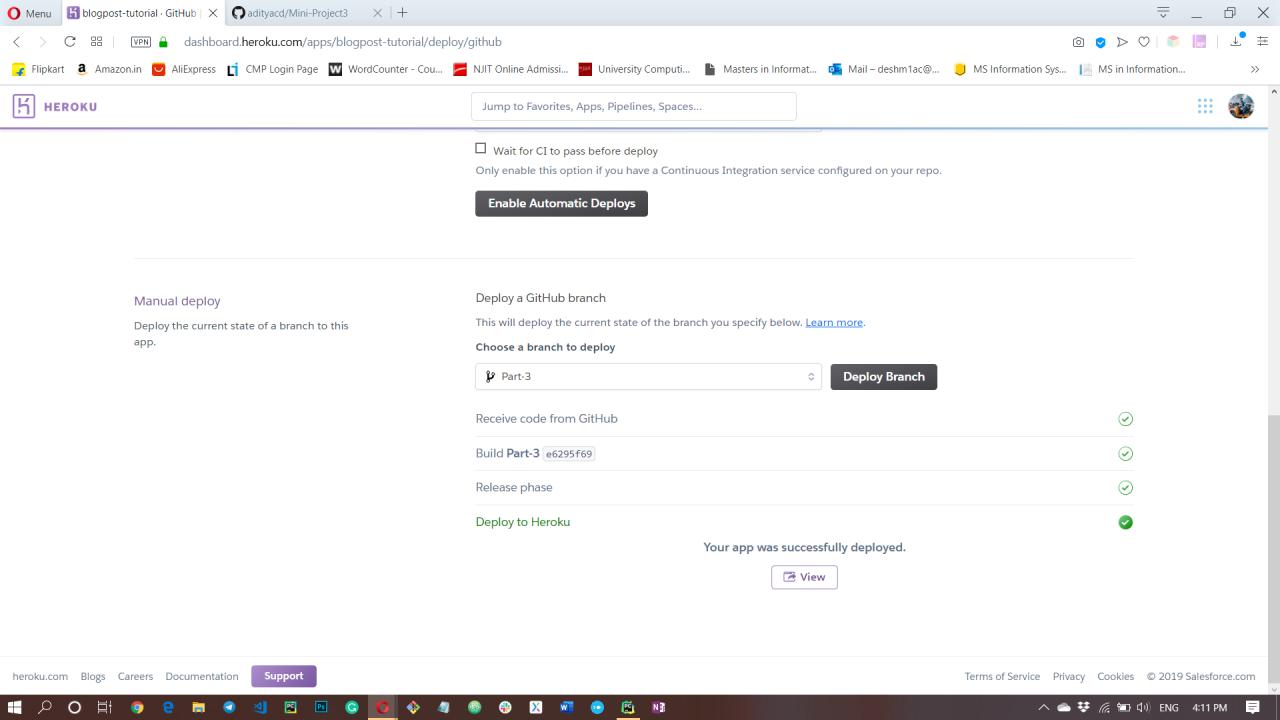 Menu
blogpost-tutorial · GitHub |
adityacd/Mini-Project3
VPN
dashboard.heroku.com/apps/blogpost-tutorial/deploy/github
Flipkart
Amazon.in
AliExpress
CMP Login Page
WordCounter - Cou...
NJIT Online Admissi...
University Computi...
Masters in Informat...
Mail – deshm1ac@...
MS Information Sys...
MS in Information...
HEROKU
Jump to Favorites, Apps, Pipelines, Spaces...
Wait for CI to pass before deploy
Only enable this option if you have a Continuous Integration service configured on your repo.
Enable Automatic Deploys
Manual deploy
Deploy the current state of a branch to this
app.
Deploy a GitHub branch
This will deploy the current state of the branch you specify below. Learn more.
Choose a branch to deploy
Part-3
Deploy Branch
Receive code from GitHub
Build Part-3 e6295f69
Release phase
Deploy to Heroku
Your app was successfully deployed.
View
heroku.com
Blogs
Careers
Documentation
Support
Terms of Service
Privacy
Cookies
© 2019 Salesforce.com
ENG
4:11 PM